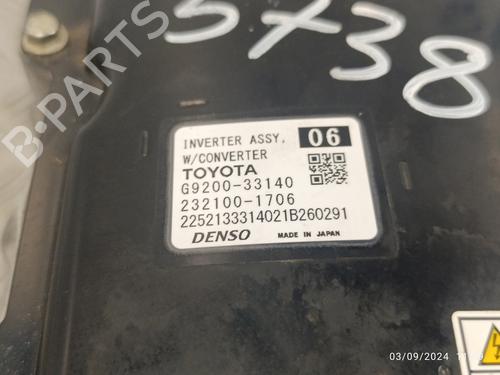 5738
B-PARTS
INVERTER ASSY, 06
W/CONVERTER
TOYOTA
G9200-33140
232100-1706
2252133314021B260291
DENSO MADE IN JAPAN
03/09/2024